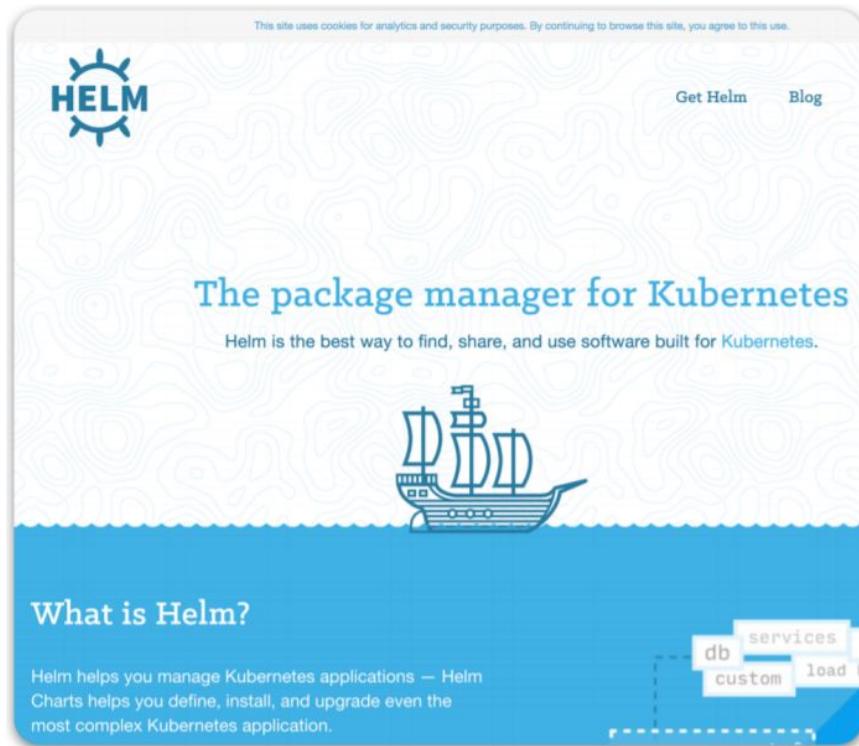 This site uses cookies for analytics and security purposes. By continuing to browse this site, you agree to this use.
HELM
Get Helm Blog
The package manager for Kubernetes
Helm is the best way to find, share, and use software built for Kubernetes.
What is Helm?
Helm helps you manage Kubernetes applications — Helm
Charts helps you define, install, and upgrade even the
most complex Kubernetes application.
services
db
load
custom